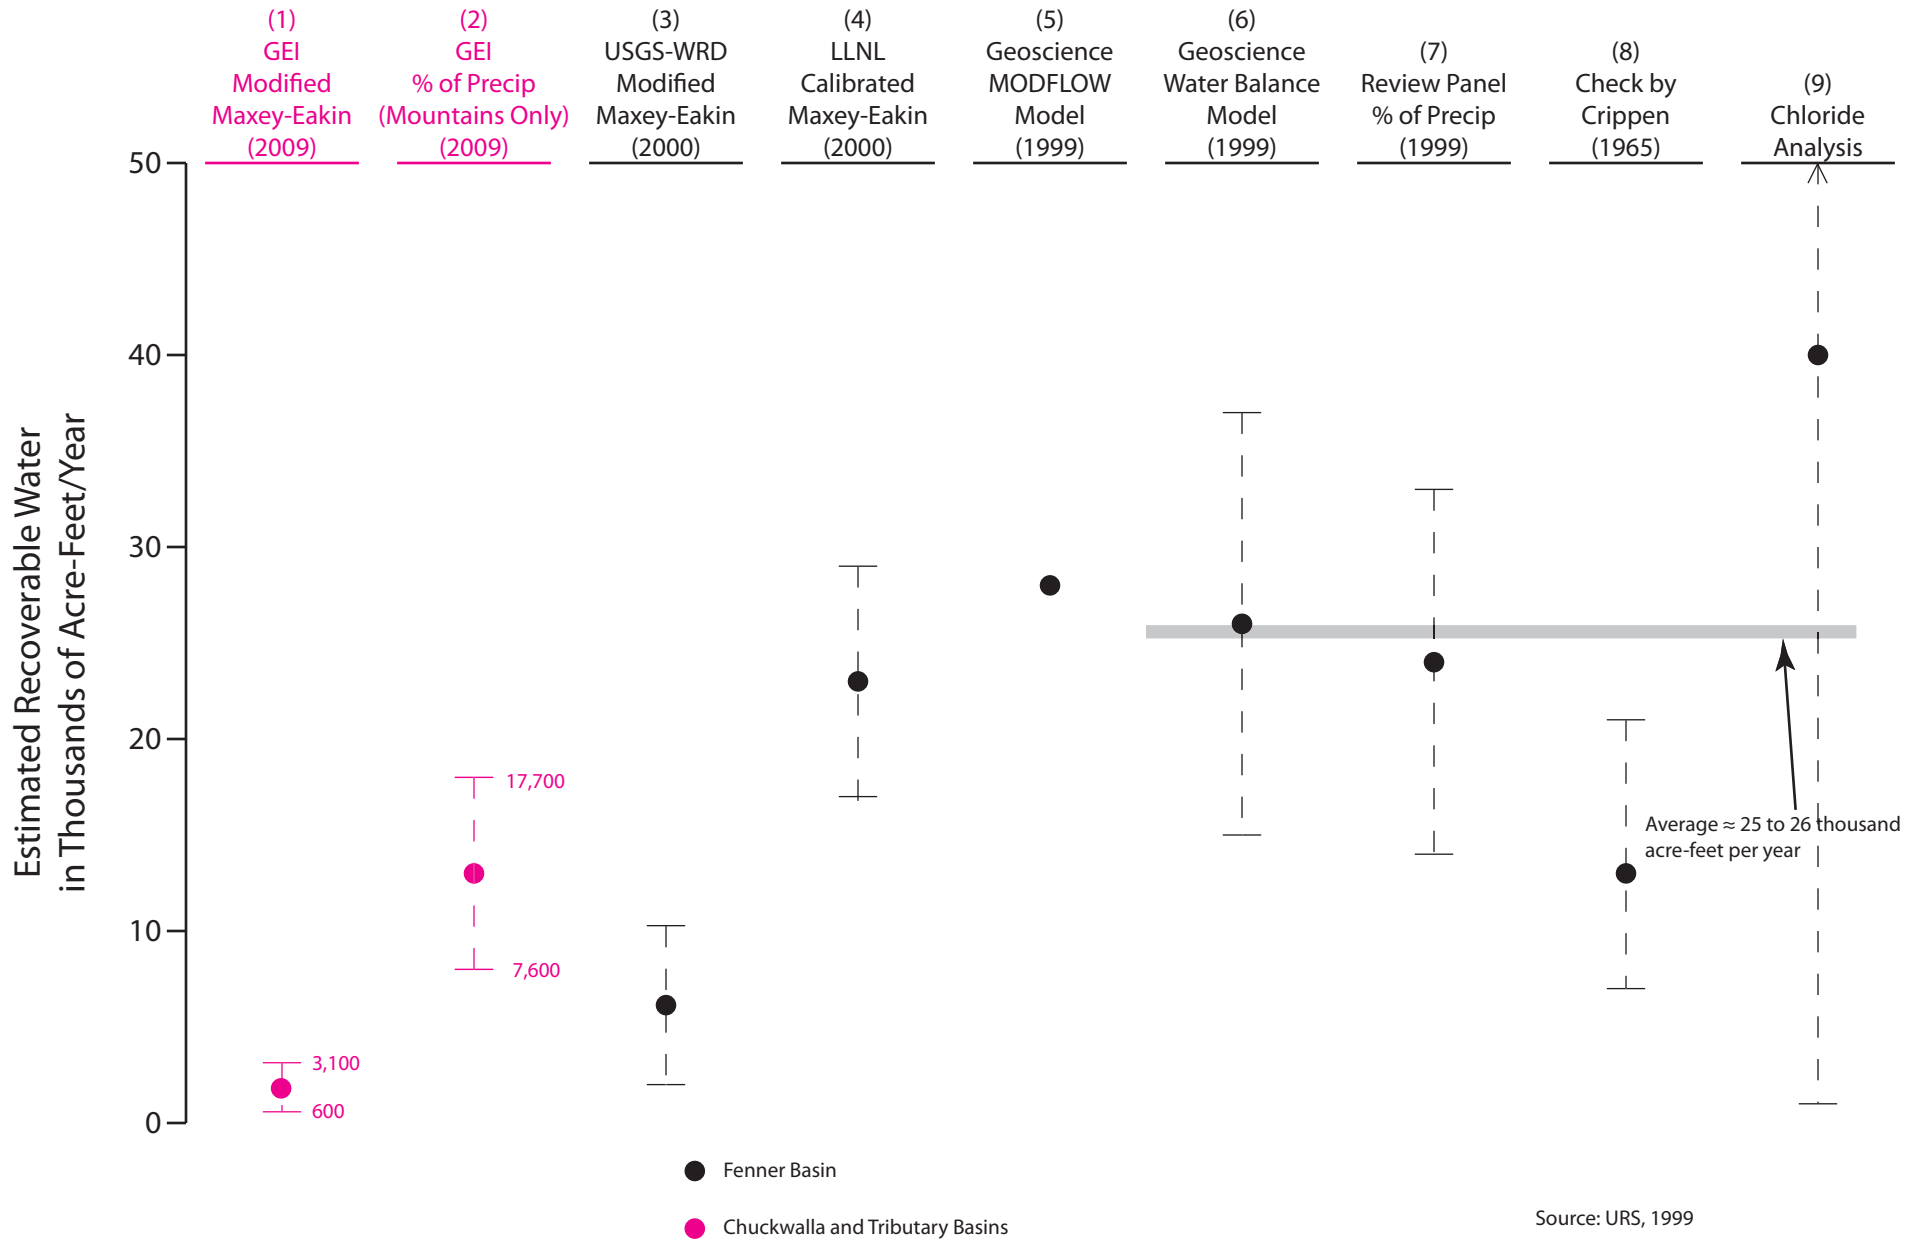 (1)
GEI
Modified
Maxey-Eakin
(2009)
(2)
GEI
% of Precip
(Mountains Only)
(2009)
(3)
USGS-WRD
Modified
Maxey-Eakin
(2000)
(4)
LLNL
Calibrated
Maxey-Eakin
(2000)
(5)
Geoscience
MODFLOW
Model
(1999)
(6)
Geoscience
Water Balance
Model
(1999)
(7)
Review Panel
% of Precip
(1999)
(8)
Check by
Crippen
(1965)
(9)
Chloride
Analysis
Estimated Recoverable Water
in Thousands of Acre-Feet/Year
50
40
30
20
10
0
17,700
7,600
3,100
600
Average ≈ 25 to 26 thousand
acre-feet per year
Fenner Basin
Chuckwalla and Tributary Basins
Source: URS, 1999